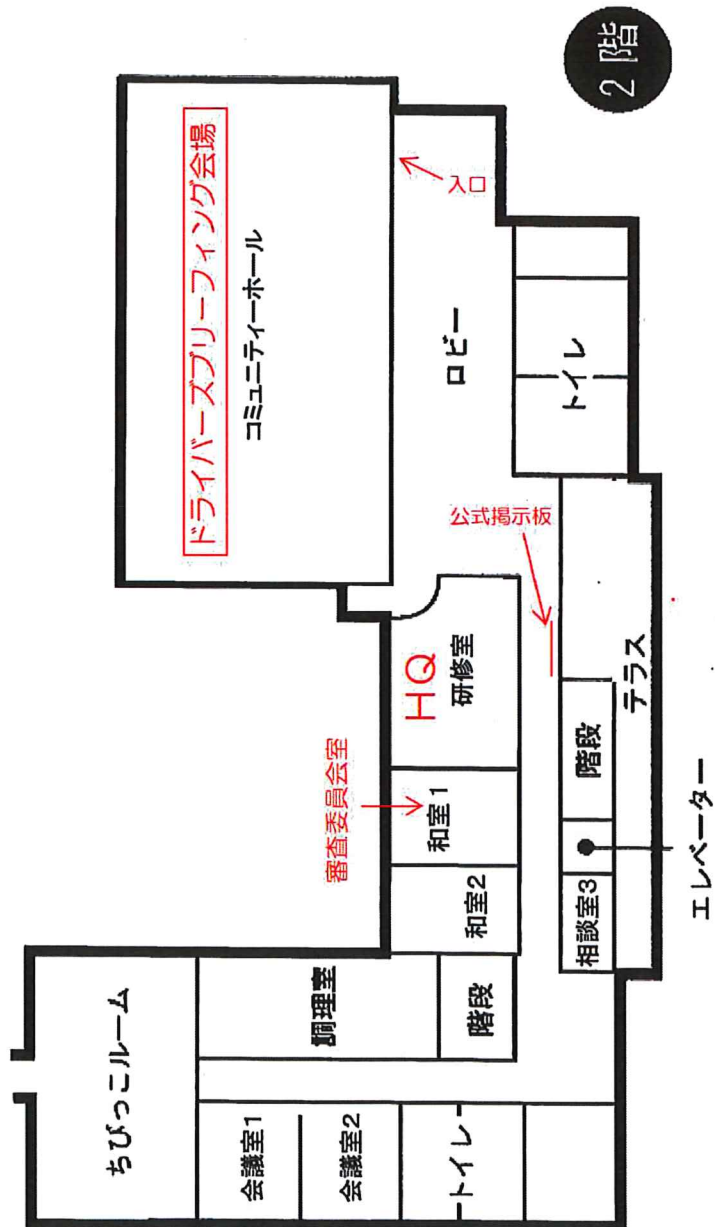 2階
ドライバーズブリーフィング会場
コミュニティーホール
入口
ロビー
トイレ
公式掲示板
HQ
研修室
審査委員会室
和室1
和室2
階段
テラス
エレベーター
相談室3
ちびっこルーム
調理室
階段
会議室1
会議室2
トイレ